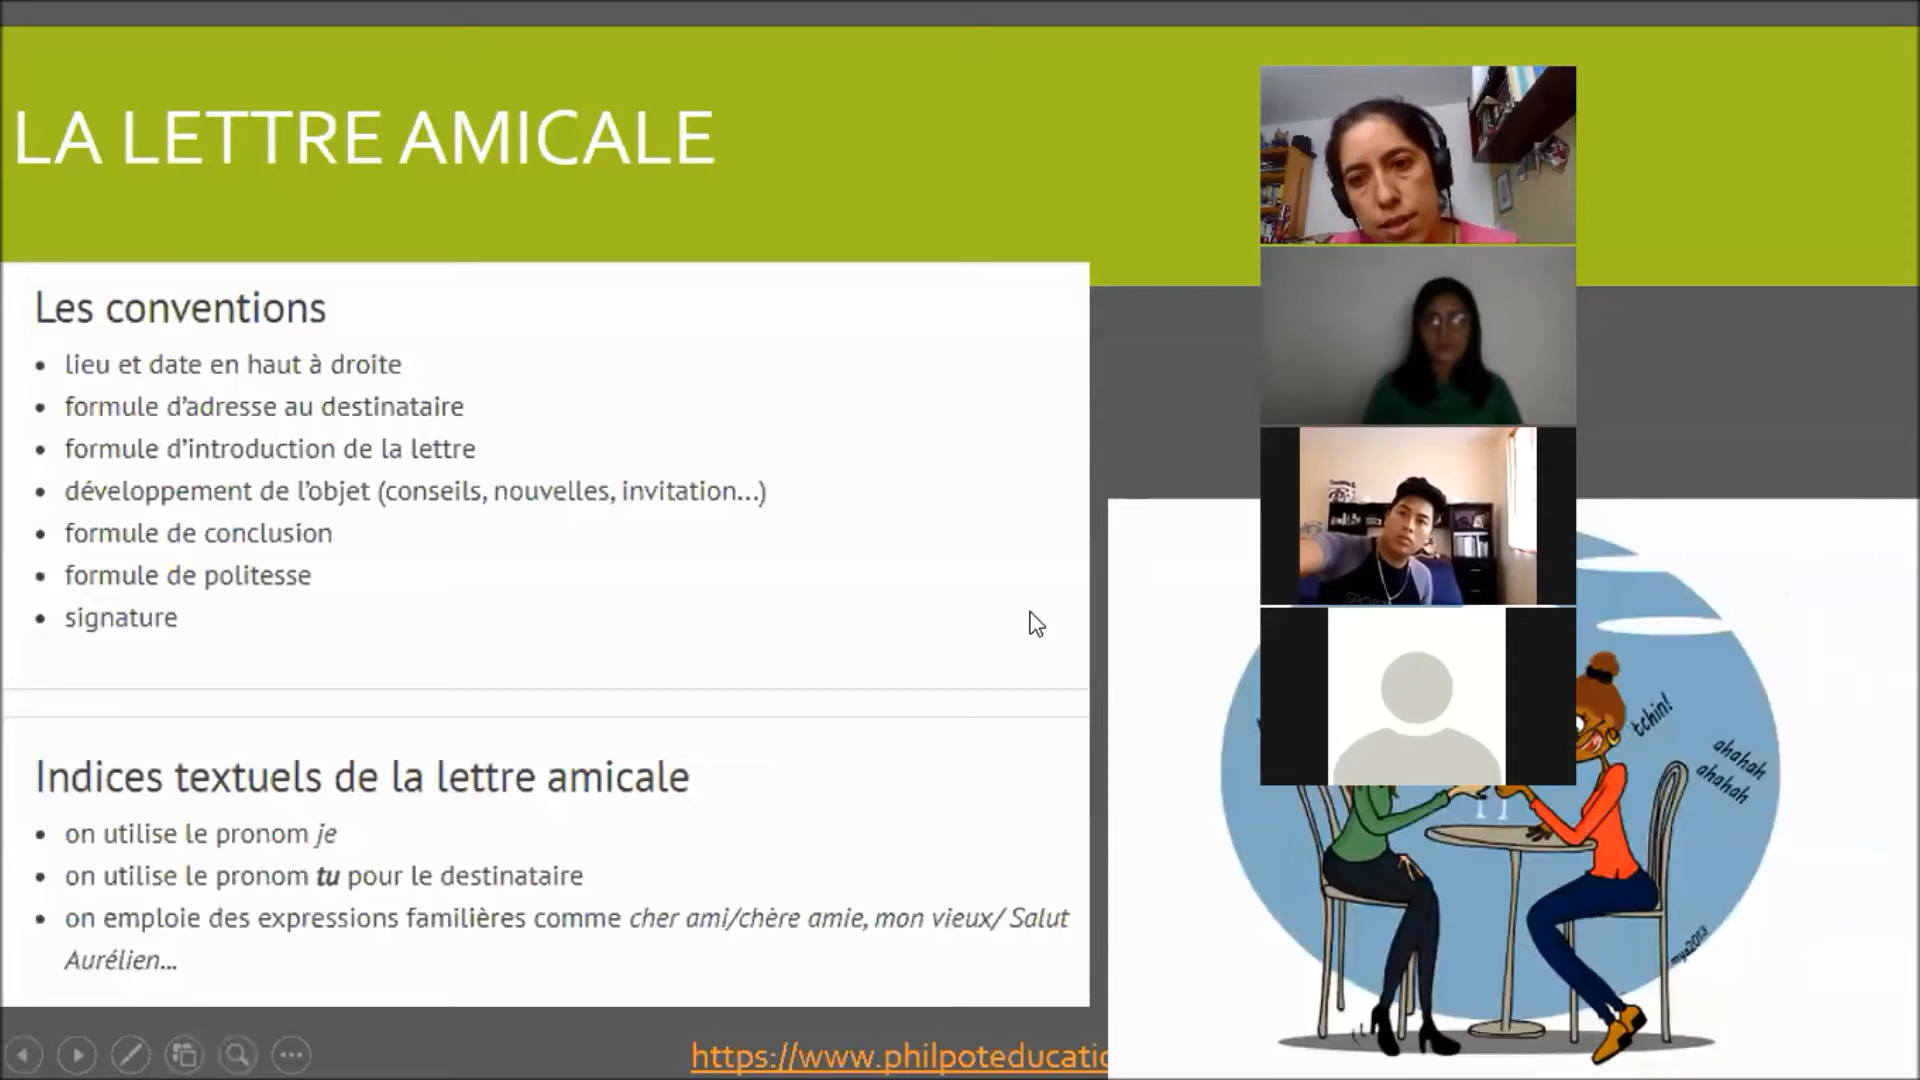 LA LETTRE AMICALE
Les conventions
• lieu et date en haut à droite
• formule d'adresse au destinataire
• formule d'introduction de la lettre
• développement de l'objet (conseils, nouvelles, invitation...)
• formule de conclusion
• formule de politesse
• signature
Indices textuels de la lettre amicale
• on utilise le pronom je
• on utilise le pronom tu pour le destinataire
• on emploie des expressions familières comme cher ami/chère amie, mon vieux/ Salut
Aurélien...
https://www.philpoteducatio
tchin!
ahahah
ahahah
mya2013